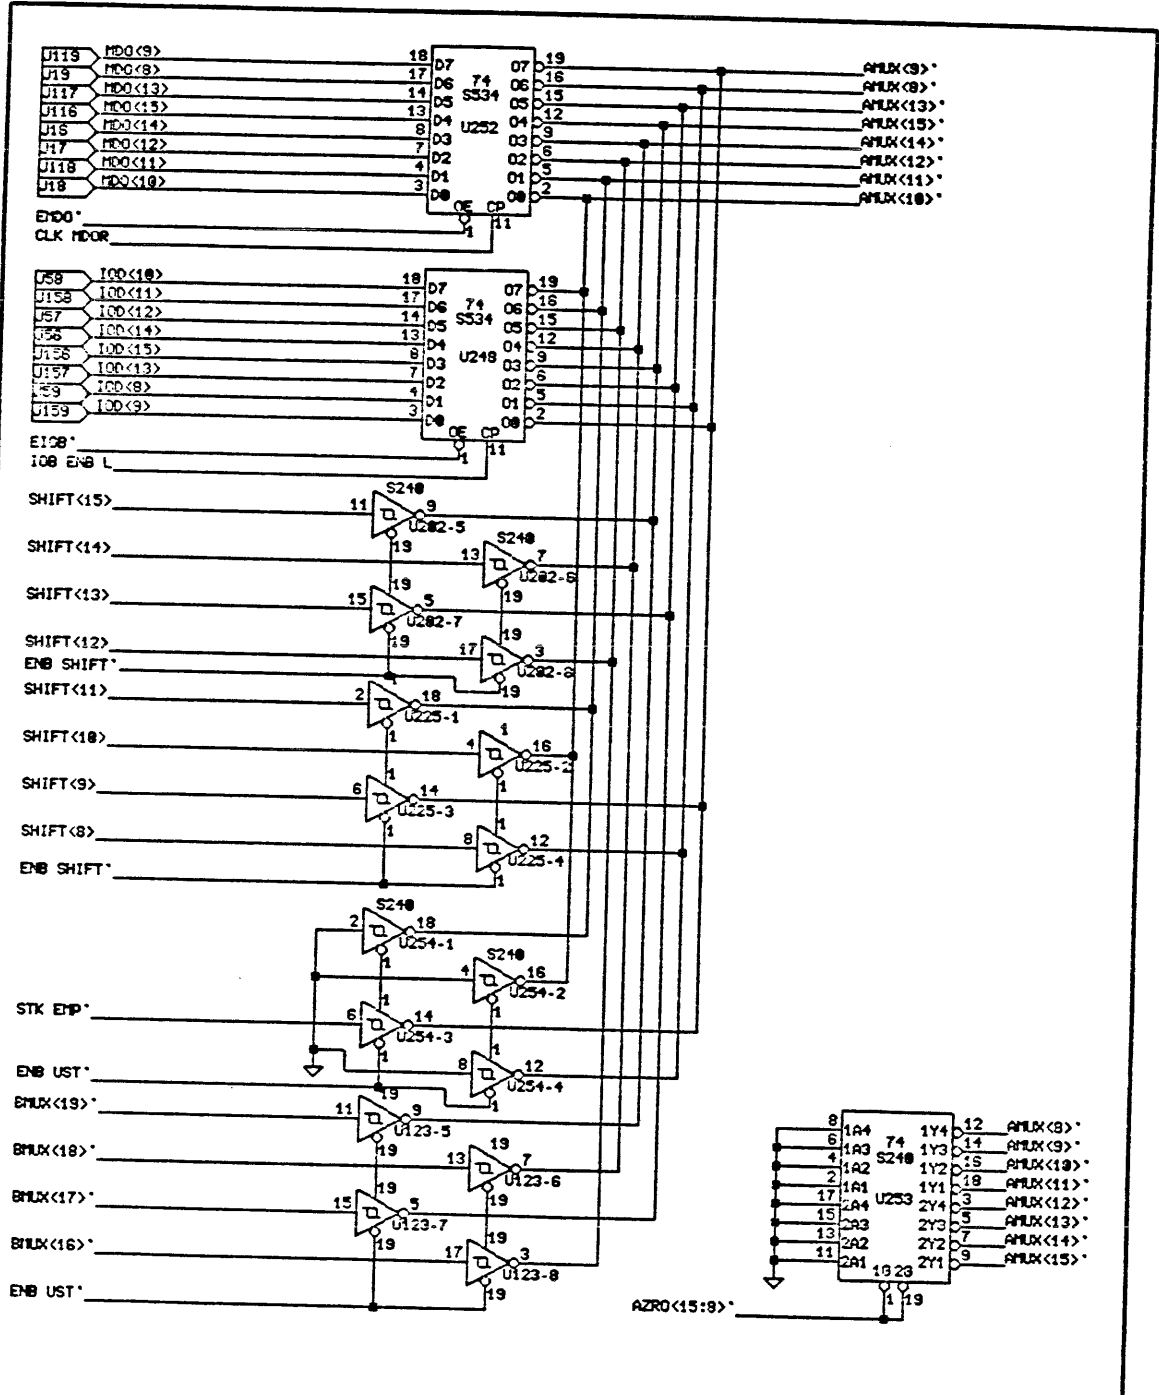 U119 MDO<9> 18 D7 74 O7 19 AMUX<9>'
U19 MDO<8> 17 D6 S534 O6 16 AMUX<8>'
U117 MDO<13> 14 D5 O5 15 AMUX<13>'
U116 MDO<15> 13 D4 U252 O4 12 AMUX<15>'
U16 MDO<14> 8 D3 O3 9 AMUX<14>'
U17 MDO<12> 7 D2 O2 6 AMUX<12>'
U118 MDO<11> 4 D1 O1 5 AMUX<11>'
U18 MDO<10> 3 D0 O0 2 AMUX<10>'
OE CP
EMDO' 1 11
CLK MDOR
U58 IOD<10> 18 D7 74 O7 19
U158 IOD<11> 17 D6 S534 O6 16
U57 IOD<12> 14 D5 O5 15
U56 IOD<14> 13 D4 O4 12
U156 IOD<15> 8 D3 U248 O3 9
U157 IOD<13> 7 D2 O2 6
U59 IOD<8> 4 D1 O1 5
U159 IOD<9> 3 D0 O0 2
OE CP
EIOB' 1 11
IOB ENB L
S240
SHIFT<15> 11 9
U202-5
19 S240
SHIFT<14> 13 7
U202-6
19 19
SHIFT<13> 15 5
U202-7
19 19
SHIFT<12> 17 3
U202-8
ENB SHIFT' 19
SHIFT<11> 2 18
U225-1
1 1
SHIFT<10> 4 16
U225-2
1 1
SHIFT<9> 6 14
U225-3
1 1
SHIFT<8> 8 12
U225-4
ENB SHIFT' 1
S240
2 18
U254-1
1 S240
4 16
U254-2
1 1
STK EMP' 6 14
U254-3
1 1
8 12
U254-4
ENB UST' 19 1
BMUX<19>' 11 9
U123-5
19 19
BMUX<18>' 13 7
U123-6
19 19
BMUX<17>' 15 5
U123-7
19 19
BMUX<16>' 17 3
U123-8
ENB UST' 19
8 1A4 74 1Y4 12 AMUX<8>'
6 1A3 S240 1Y3 14 AMUX<9>'
4 1A2 1Y2 16 AMUX<10>'
2 1A1 1Y1 18 AMUX<11>'
17 2A4 U253 2Y4 3 AMUX<12>'
15 2A3 2Y3 5 AMUX<13>'
13 2A2 2Y2 7 AMUX<14>'
11 2A1 2Y1 9 AMUX<15>'
1G 2G
AZRO<15:8>' 1 19